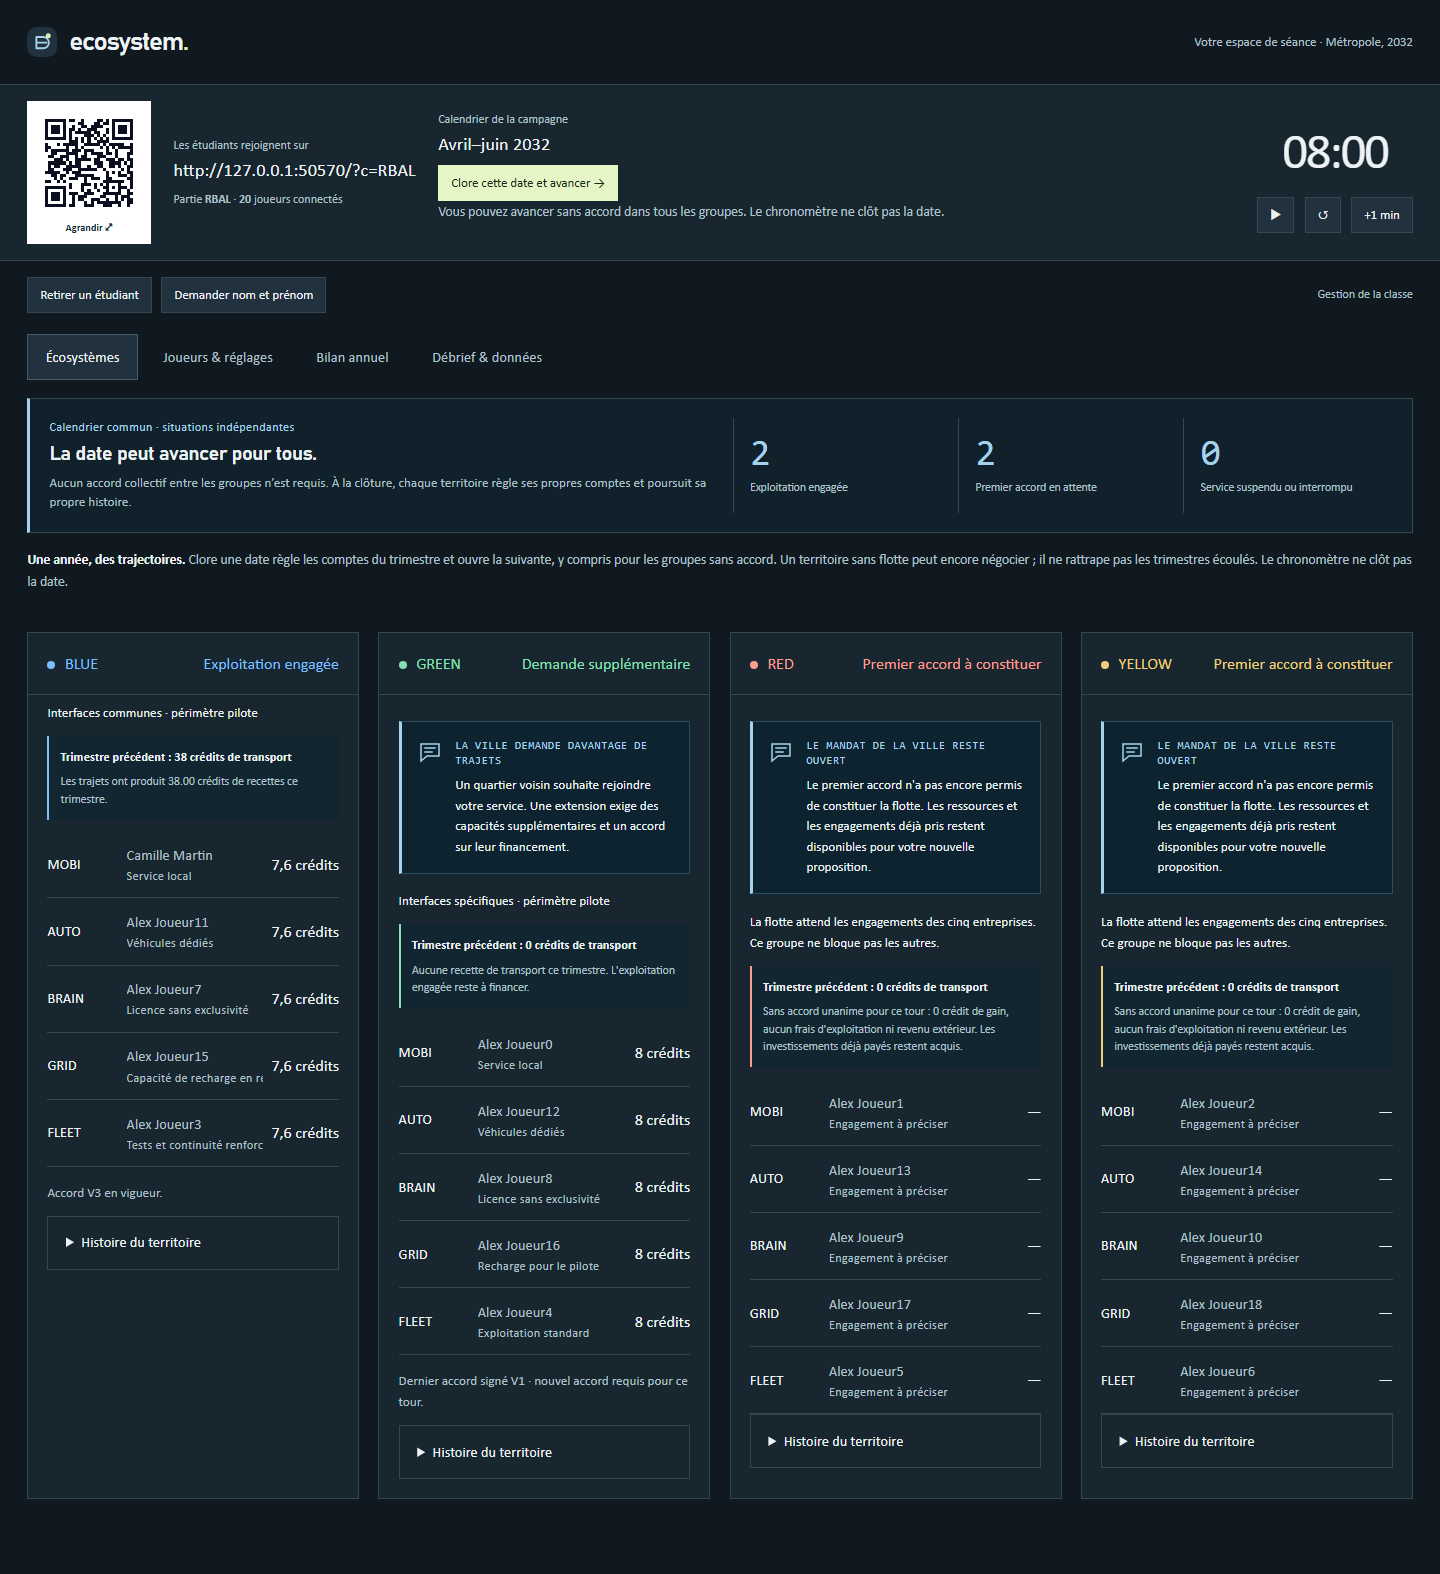 ecosystem.
Votre espace de séance · Métropole, 2032
Agrandir ⤢
Les étudiants rejoignent sur
http://127.0.0.1:50570/?c=RBAL
Partie RBAL · 20 joueurs connectés
Calendrier de la campagne
Avril–juin 2032
Clore cette date et avancer →
Vous pouvez avancer sans accord dans tous les groupes. Le chronomètre ne clôt pas la date.
08:00
▶ ↺ +1 min
Retirer un étudiant
Demander nom et prénom
Gestion de la classe
Écosystèmes
Joueurs & réglages
Bilan annuel
Débrief & données
Calendrier commun · situations indépendantes
La date peut avancer pour tous.
Aucun accord collectif entre les groupes n’est requis. À la clôture, chaque territoire règle ses propres comptes et poursuit sa
propre histoire.
2
Exploitation engagée
2
Premier accord en attente
0
Service suspendu ou interrompu
Une année, des trajectoires. Clore une date règle les comptes du trimestre et ouvre la suivante, y compris pour les groupes sans accord. Un territoire sans flotte peut encore négocier ; il ne rattrape pas les trimestres écoulés. Le chronomètre ne clôt pas
la date.
BLUE
Exploitation engagée
Interfaces communes · périmètre pilote
Trimestre précédent : 38 crédits de transport
Les trajets ont produit 38.00 crédits de recettes ce
trimestre.
MOBI
Camille Martin
Service local
7,6 crédits
AUTO
Alex Joueur11
Véhicules dédiés
7,6 crédits
BRAIN
Alex Joueur7
Licence sans exclusivité
7,6 crédits
GRID
Alex Joueur15
Capacité de recharge en re
7,6 crédits
FLEET
Alex Joueur3
Tests et continuité renforc
7,6 crédits
Accord V3 en vigueur.
▶ Histoire du territoire
GREEN
Demande supplémentaire
LA VILLE DEMANDE DAVANTAGE DE
TRAJETS
Un quartier voisin souhaite rejoindre
votre service. Une extension exige des
capacités supplémentaires et un accord
sur leur financement.
Interfaces spécifiques · périmètre pilote
Trimestre précédent : 0 crédits de transport
Aucune recette de transport ce trimestre. L'exploitation
engagée reste à financer.
MOBI
Alex Joueur0
Service local
8 crédits
AUTO
Alex Joueur12
Véhicules dédiés
8 crédits
BRAIN
Alex Joueur8
Licence sans exclusivité
8 crédits
GRID
Alex Joueur16
Recharge pour le pilote
8 crédits
FLEET
Alex Joueur4
Exploitation standard
8 crédits
Dernier accord signé V1 · nouvel accord requis pour ce
tour.
▶ Histoire du territoire
RED
Premier accord à constituer
LE MANDAT DE LA VILLE RESTE
OUVERT
Le premier accord n'a pas encore permis
de constituer la flotte. Les ressources et
les engagements déjà pris restent
disponibles pour votre nouvelle
proposition.
La flotte attend les engagements des cinq entreprises.
Ce groupe ne bloque pas les autres.
Trimestre précédent : 0 crédits de transport
Sans accord unanime pour ce tour : 0 crédit de gain,
aucun frais d'exploitation ni revenu extérieur. Les
investissements déjà payés restent acquis.
MOBI
Alex Joueur1
Engagement à préciser
—
AUTO
Alex Joueur13
Engagement à préciser
—
BRAIN
Alex Joueur9
Engagement à préciser
—
GRID
Alex Joueur17
Engagement à préciser
—
FLEET
Alex Joueur5
Engagement à préciser
—
▶ Histoire du territoire
YELLOW
Premier accord à constituer
LE MANDAT DE LA VILLE RESTE
OUVERT
Le premier accord n'a pas encore permis
de constituer la flotte. Les ressources et
les engagements déjà pris restent
disponibles pour votre nouvelle
proposition.
La flotte attend les engagements des cinq entreprises.
Ce groupe ne bloque pas les autres.
Trimestre précédent : 0 crédits de transport
Sans accord unanime pour ce tour : 0 crédit de gain,
aucun frais d'exploitation ni revenu extérieur. Les
investissements déjà payés restent acquis.
MOBI
Alex Joueur2
Engagement à préciser
—
AUTO
Alex Joueur14
Engagement à préciser
—
BRAIN
Alex Joueur10
Engagement à préciser
—
GRID
Alex Joueur18
Engagement à préciser
—
FLEET
Alex Joueur6
Engagement à préciser
—
▶ Histoire du territoire